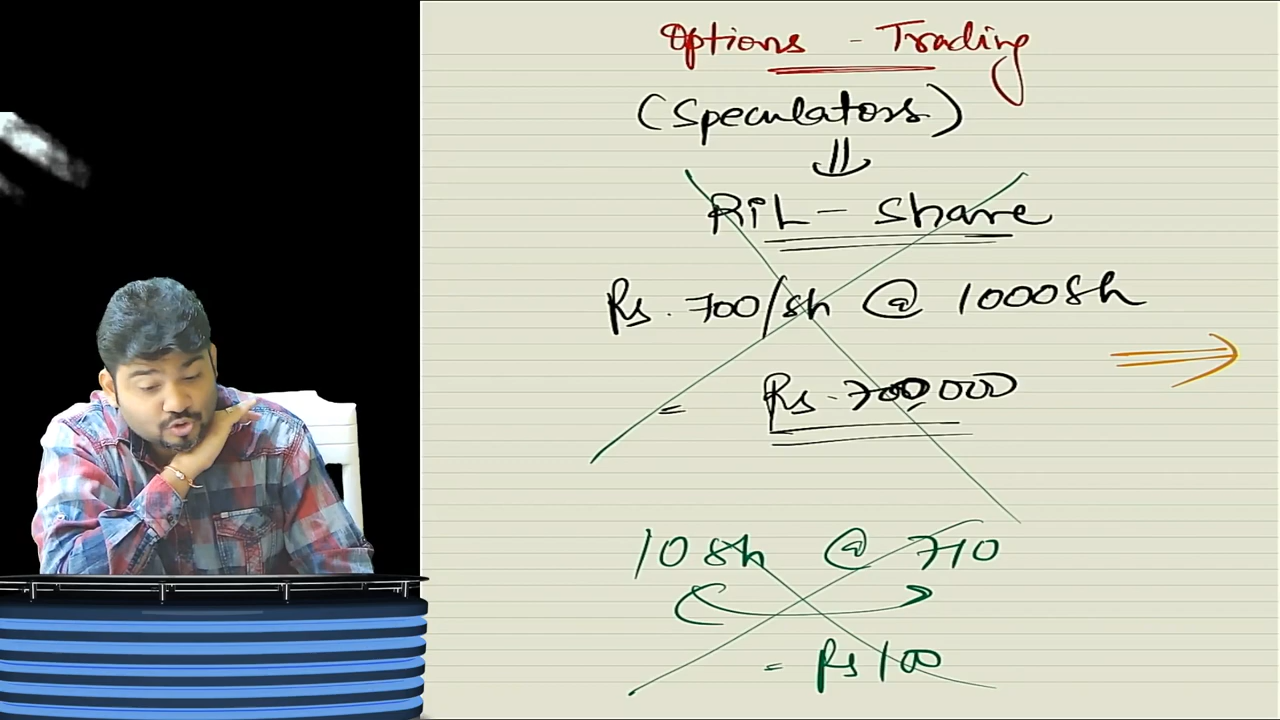 Options - Trading
(Speculators)
RIL - Share
Rs. 700/sh @ 1000sh
= Rs. 700,000
10 sh @ 710
= Rs 100